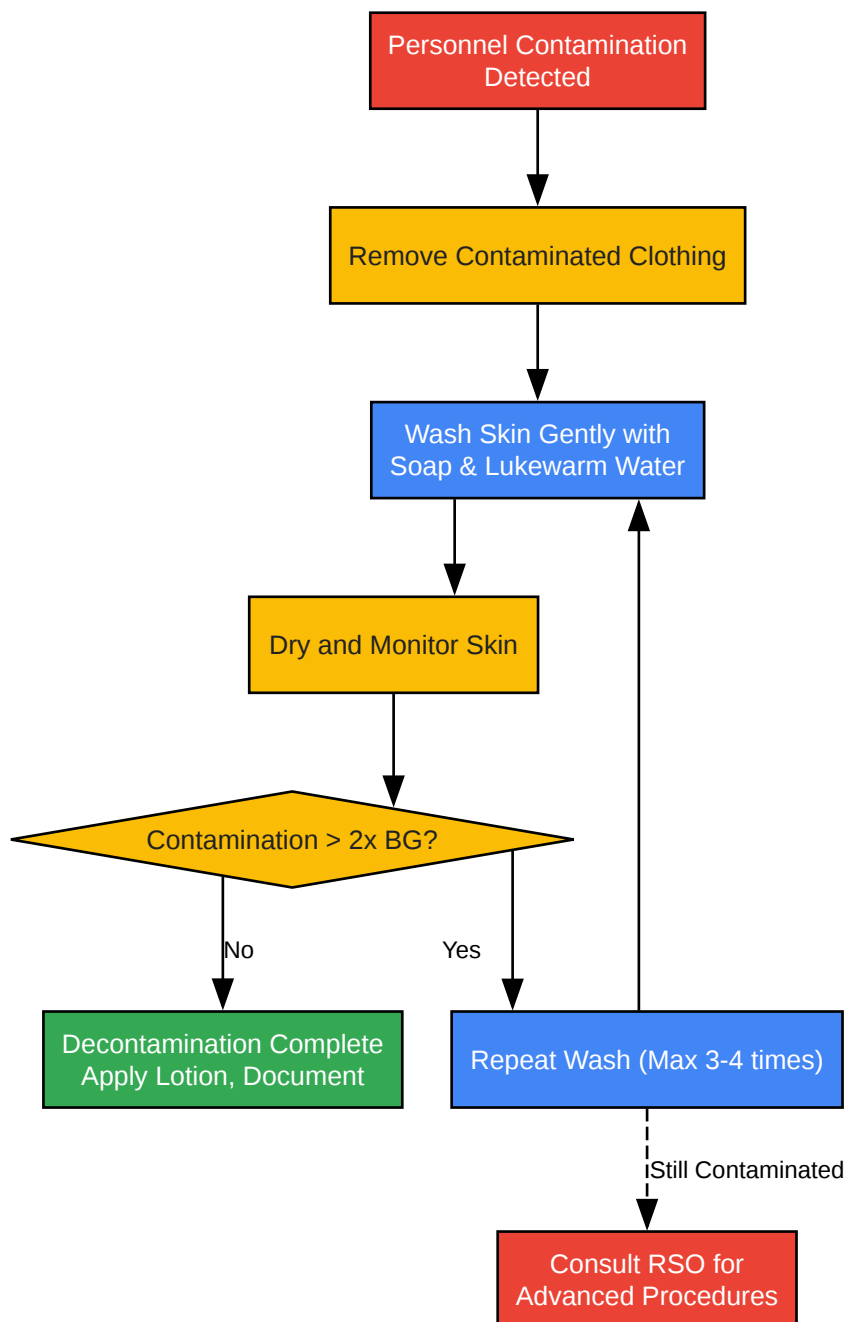 Personnel Contamination
Detected
Remove Contaminated Clothing
Wash Skin Gently with
Soap & Lukewarm Water
Dry and Monitor Skin
Contamination > 2x BG?
No
Yes
Decontamination Complete
Apply Lotion, Document
Repeat Wash (Max 3-4 times)
Still Contaminated
Consult RSO for
Advanced Procedures